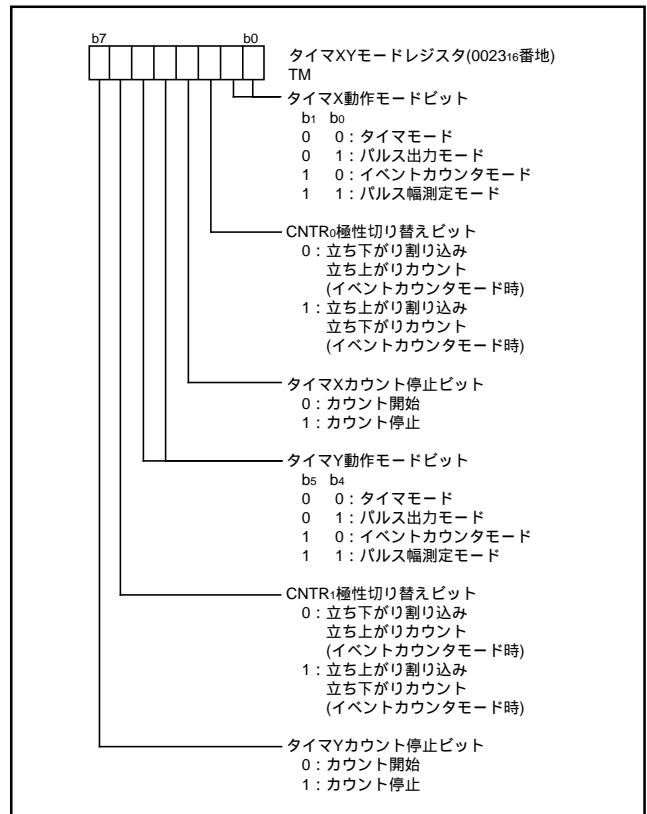 b7 b0
タイマXYモードレジスタ(002316番地)
TM
タイマX動作モードビット
b1 b0
0 0：タイマモード
0 1：パルス出力モード
1 0：イベントカウンタモード
1 1：パルス幅測定モード
CNTR0極性切り替えビット
0：立ち下がり割り込み
立ち上がりカウント
(イベントカウンタモード時)
1：立ち上がり割り込み
立ち下がりカウント
(イベントカウンタモード時)
タイマXカウント停止ビット
0：カウント開始
1：カウント停止
タイマY動作モードビット
b5 b4
0 0：タイマモード
0 1：パルス出力モード
1 0：イベントカウンタモード
1 1：パルス幅測定モード
CNTR1極性切り替えビット
0：立ち下がり割り込み
立ち上がりカウント
(イベントカウンタモード時)
1：立ち上がり割り込み
立ち下がりカウント
(イベントカウンタモード時)
タイマYカウント停止ビット
0：カウント開始
1：カウント停止